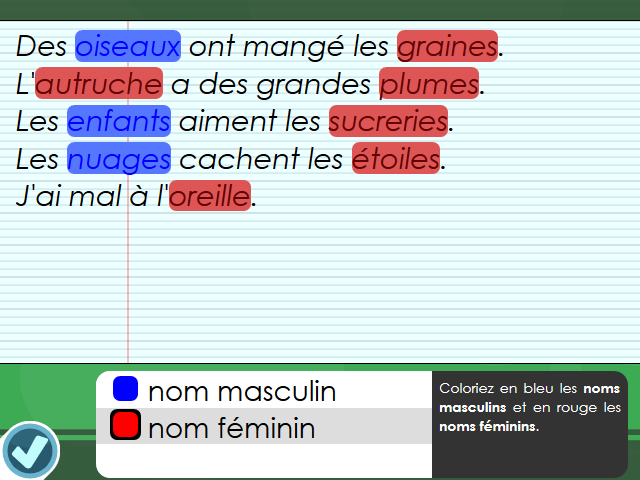 Des oiseaux ont mangé les graines.
L'autruche a des grandes plumes.
Les enfants aiment les sucreries.
Les nuages cachent les étoiles.
J'ai mal à l'oreille.
nom masculin
nom féminin
Coloriez en bleu les noms
masculins et en rouge les
noms féminins.